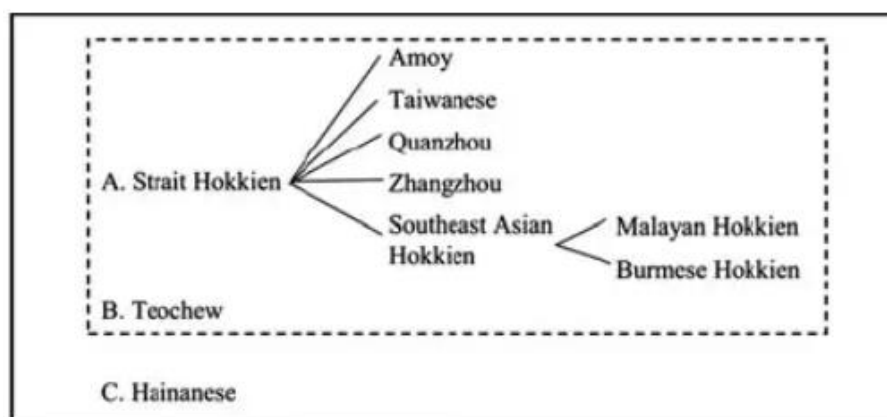 Amoy
Taiwanese
Quanzhou
A. Strait Hokkien
Zhangzhou
Southeast Asian
Hokkien
Malayan Hokkien
Burmese Hokkien
B. Teochew
C. Hainanese